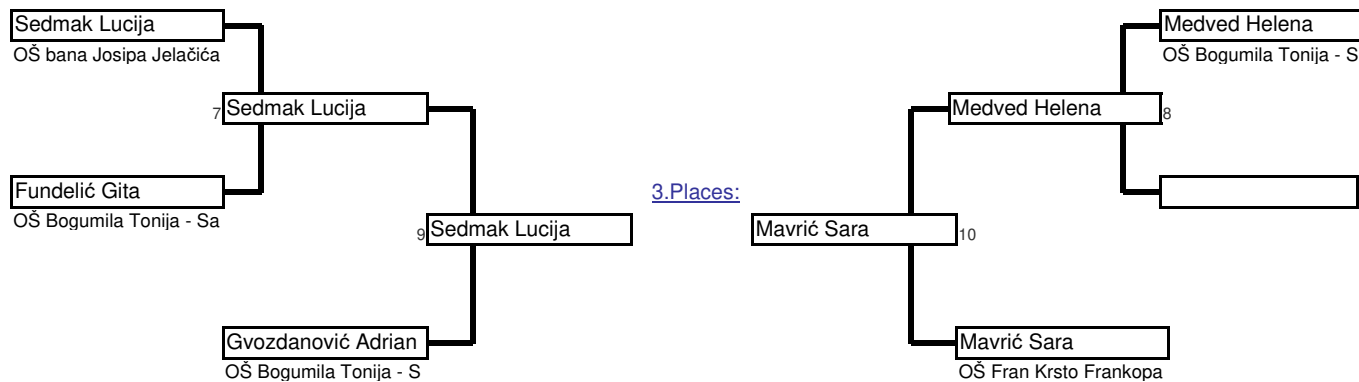 Sedmak Lucija
OŠ bana Josipa Jelačića
Medved Helena
OŠ Bogumila Tonija - S
7
Sedmak Lucija
Medved Helena
8
Fundelić Gita
OŠ Bogumila Tonija - Sa
3.Places:
9
Sedmak Lucija
Mavrić Sara
10
Gvozdanović Adrian
OŠ Bogumila Tonija - S
Mavrić Sara
OŠ Fran Krsto Frankopa